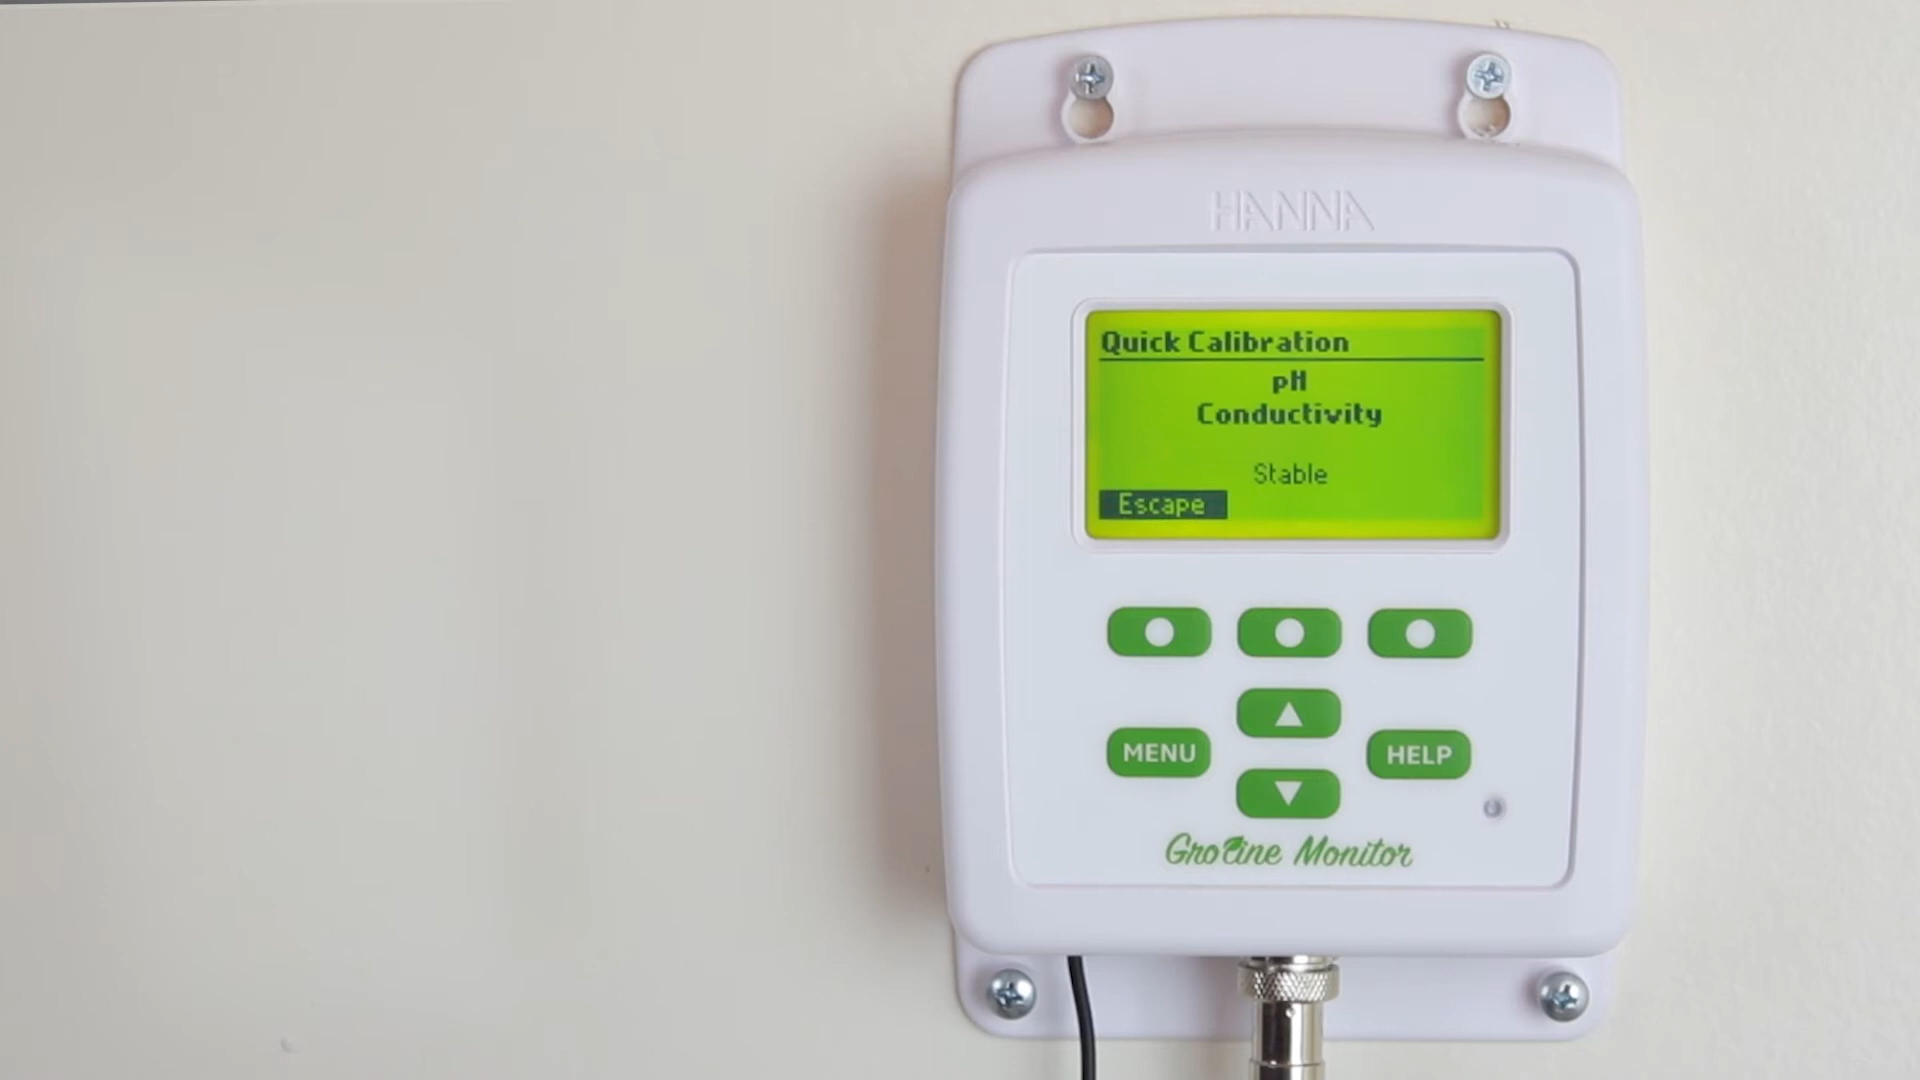 HANNA
Quick Calibration
pH
Conductivity
Stable
Escape
MENU
HELP
GroLine Monitor